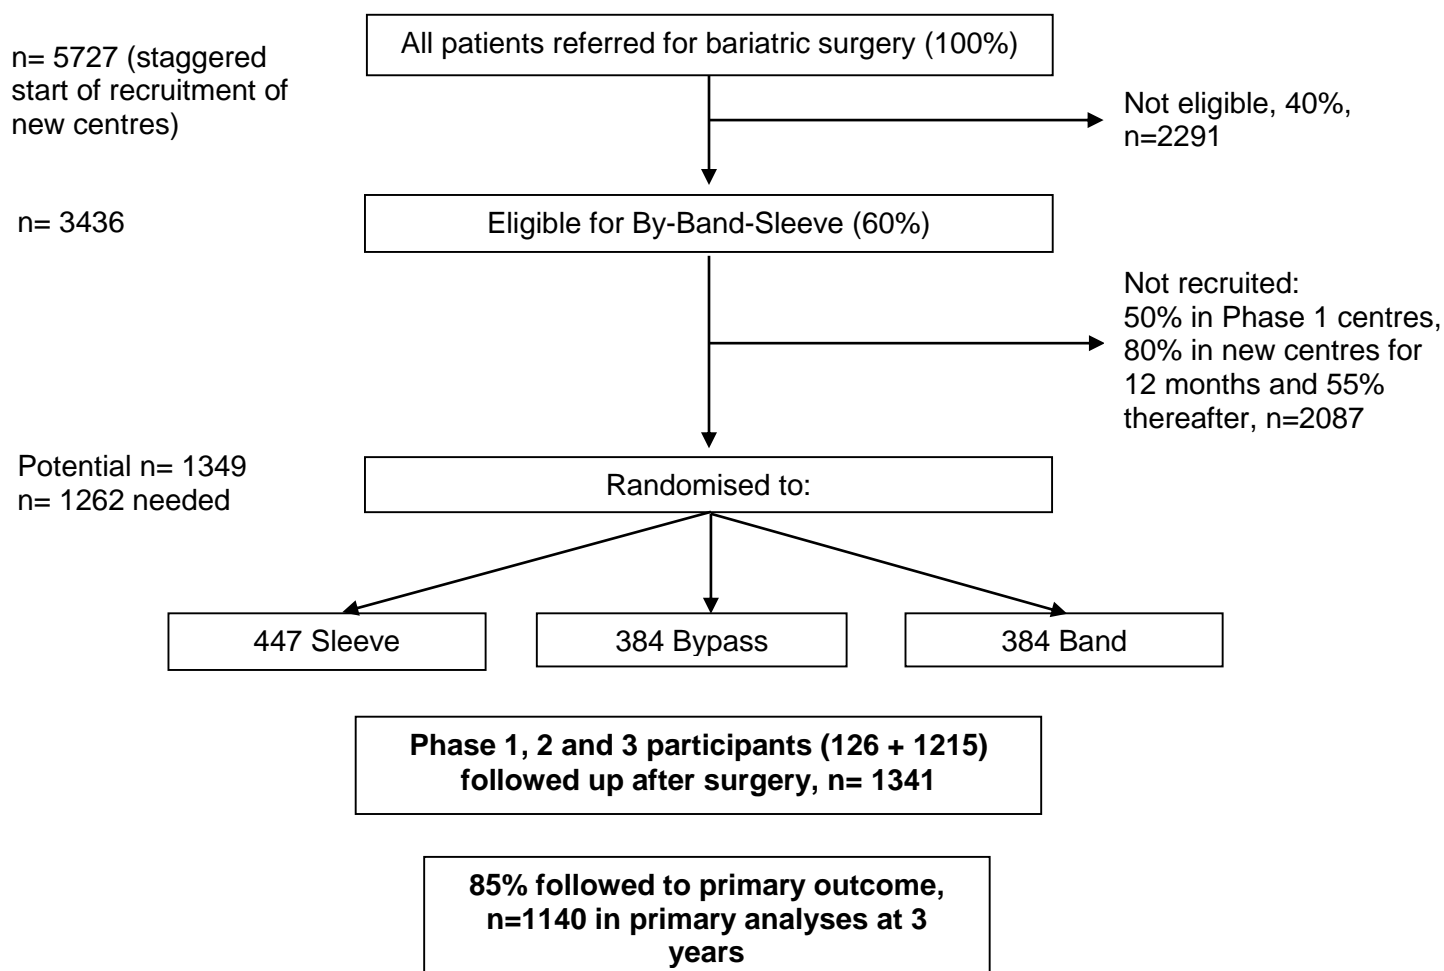 All patients referred for bariatric surgery (100%)
n= 5727 (staggered
start of recruitment of
new centres)
Not eligible, 40%,
n=2291
n= 3436
Eligible for By-Band-Sleeve (60%)
Not recruited:
50% in Phase 1 centres,
80% in new centres for
12 months and 55%
thereafter, n=2087
Potential n= 1349
n= 1262 needed
Randomised to:
447 Sleeve
384 Bypass
384 Band
Phase 1, 2 and 3 participants (126 + 1215)
followed up after surgery, n= 1341
85% followed to primary outcome,
n=1140 in primary analyses at 3
years